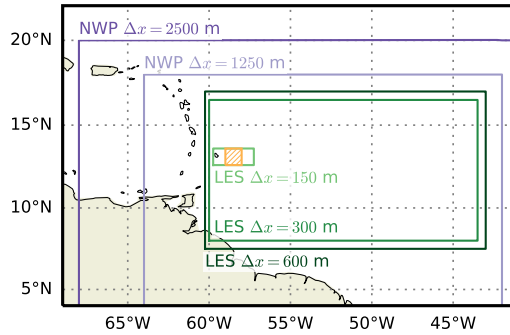 20°N
NWP Δx = 2500 m
NWP Δx = 1250 m
15°N
LES Δx = 150 m
10°N
LES Δx = 300 m
LES Δx = 600 m
5°N
65°W 60°W 55°W 50°W 45°W